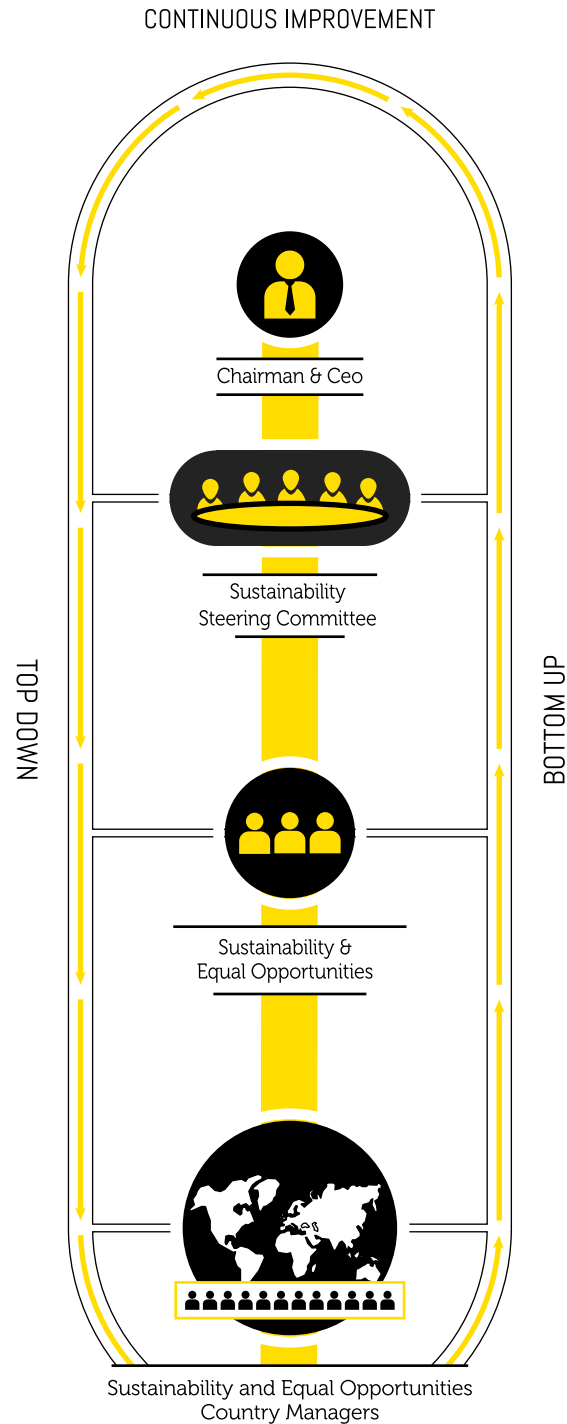 CONTINUOUS IMPROVEMENT
Chairman & Ceo
Sustainability
Steering Committee
TOP DOWN
BOTTOM UP
Sustainability &
Equal Opportunities
Sustainability and Equal Opportunities
Country Managers